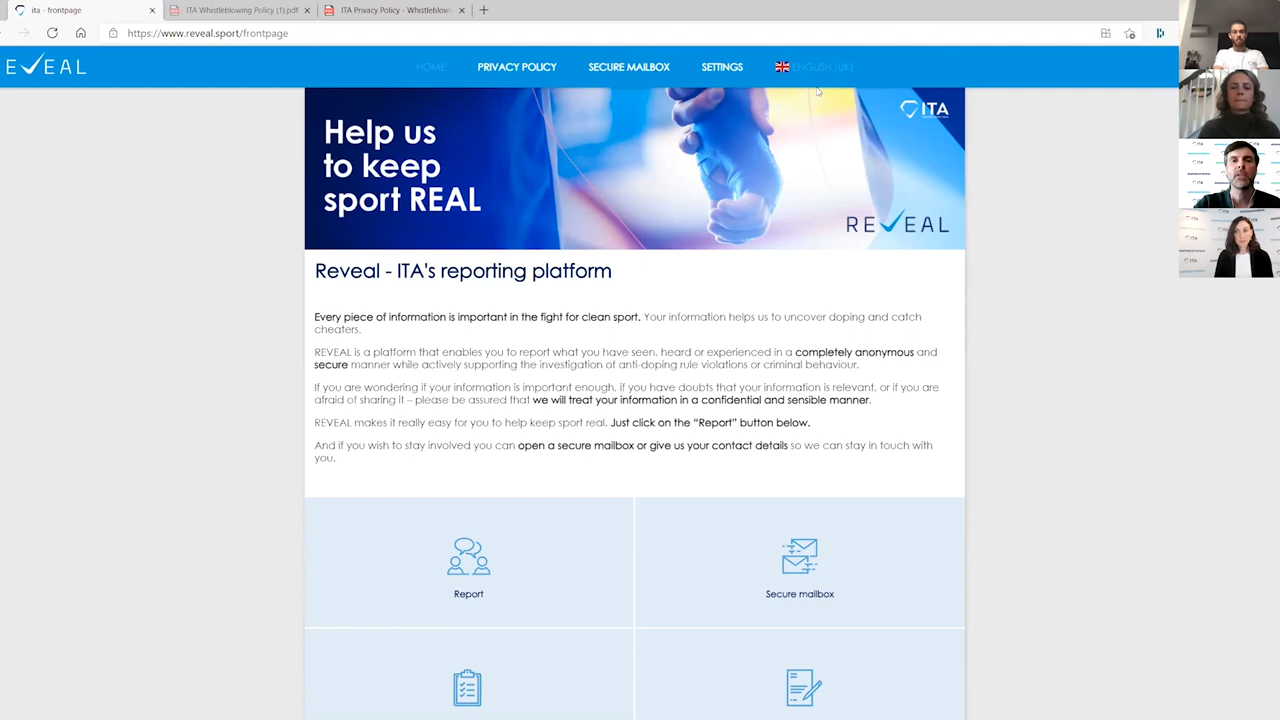 ita - frontpage
ITA Whistleblowing Policy (1).pdf
ITA Privacy Policy - Whistleblow
https://www.reveal.sport/frontpage
REVEAL
HOME
PRIVACY POLICY
SECURE MAILBOX
SETTINGS
ENGLISH (UK)
Help us
to keep
sport REAL
ITA
REVEAL
Reveal - ITA's reporting platform
Every piece of information is important in the fight for clean sport. Your information helps us to uncover doping and catch
cheaters.
REVEAL is a platform that enables you to report what you have seen, heard or experienced in a completely anonymous and
secure manner while actively supporting the investigation of anti-doping rule violations or criminal behaviour.
If you are wondering if your information is important enough, if you have doubts that your information is relevant, or if you are
afraid of sharing it – please be assured that we will treat your information in a confidential and sensible manner.
REVEAL makes it really easy for you to help keep sport real. Just click on the “Report” button below.
And if you wish to stay involved you can open a secure mailbox or give us your contact details so we can stay in touch with
you.
Report
Secure mailbox